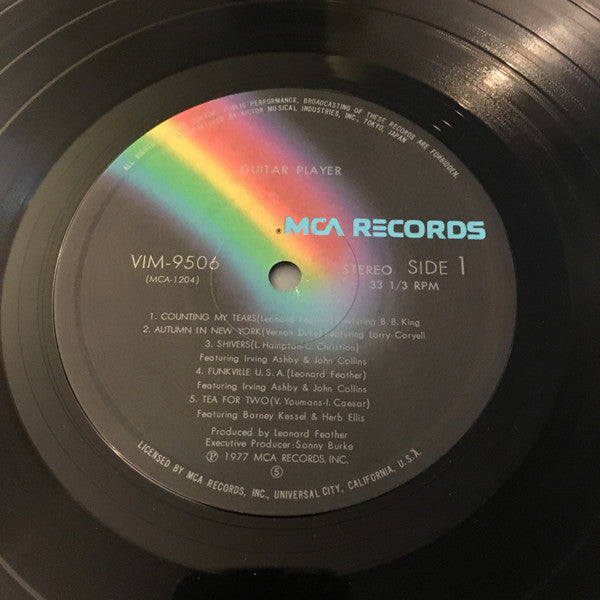 ALL RIGHTS PUBLIC PERFORMANCE, BROADCASTING OF THESE RECORDS ARE FORBIDDEN.
MANUFACTURED BY VICTOR MUSICAL INDUSTRIES, INC., TOKYO, JAPAN
GUITAR PLAYER
®MCA RECORDS
VIM-9506
(MCA-1204)
STEREO SIDE 1
33 1/3 RPM
1. COUNTING MY TEARS(Leonard Feather) Featuring B. B. King
2. AUTUMN IN NEW YORK(Vernon Duke) Featuring Larry Coryell
3. SHIVERS(L. Hampton-C. Christian)
Featuring Irving Ashby & John Collins
4. FUNKVILLE U. S. A.(Leonard Feather)
Featuring Irving Ashby & John Collins
5. TEA FOR TWO(V. Youmans-I. Caesar)
Featuring Barney Kessel & Herb Ellis
Produced by Leonard Feather
Executive Producer:Sonny Burke
Ⓟ 1977 MCA RECORDS, INC.
Ⓢ
LICENSED BY MCA RECORDS, INC., UNIVERSAL CITY, CALIFORNIA, U.S.A.